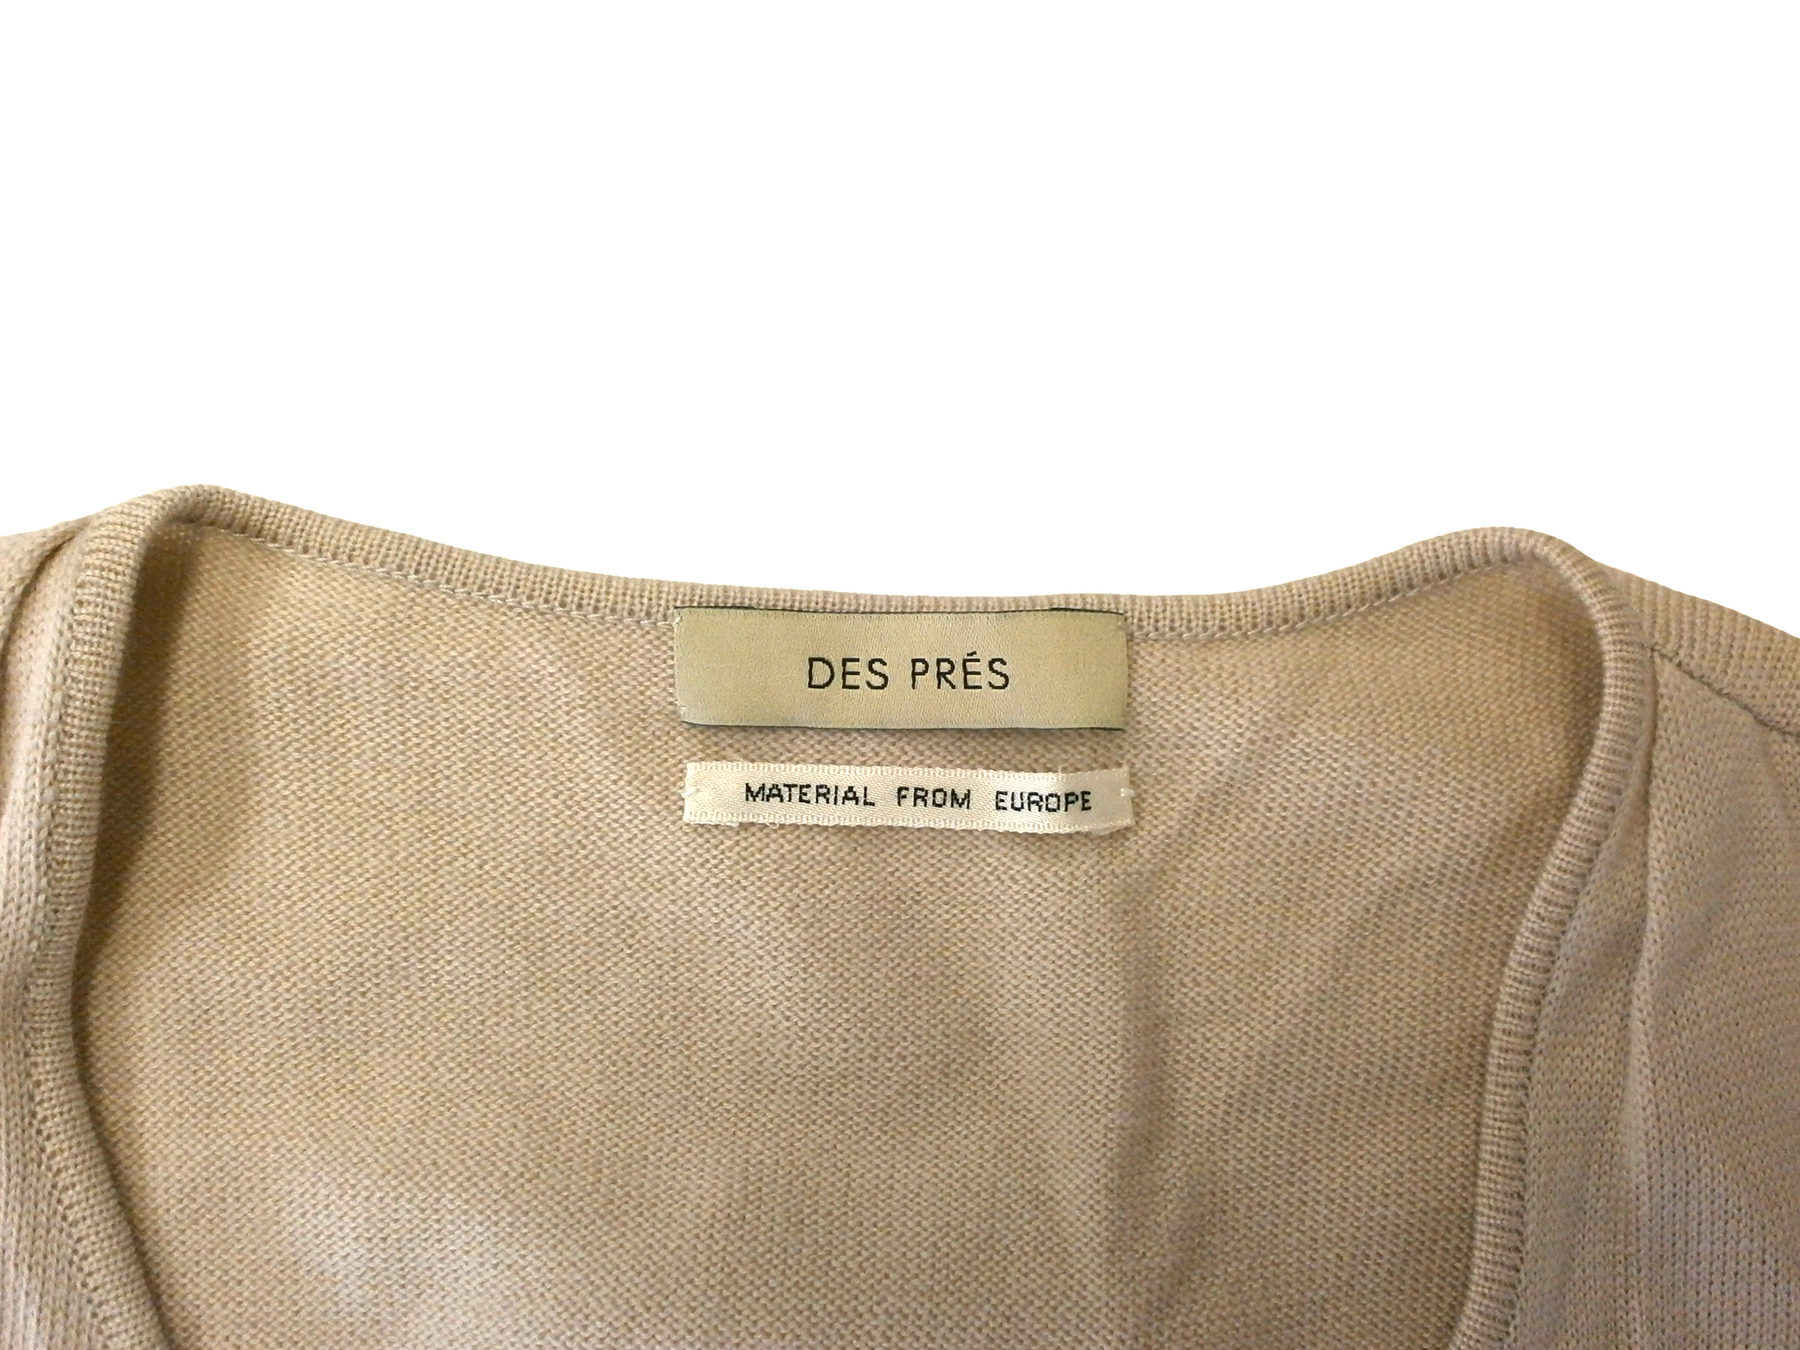 DES PRÉS
MATERIAL FROM EUROPE